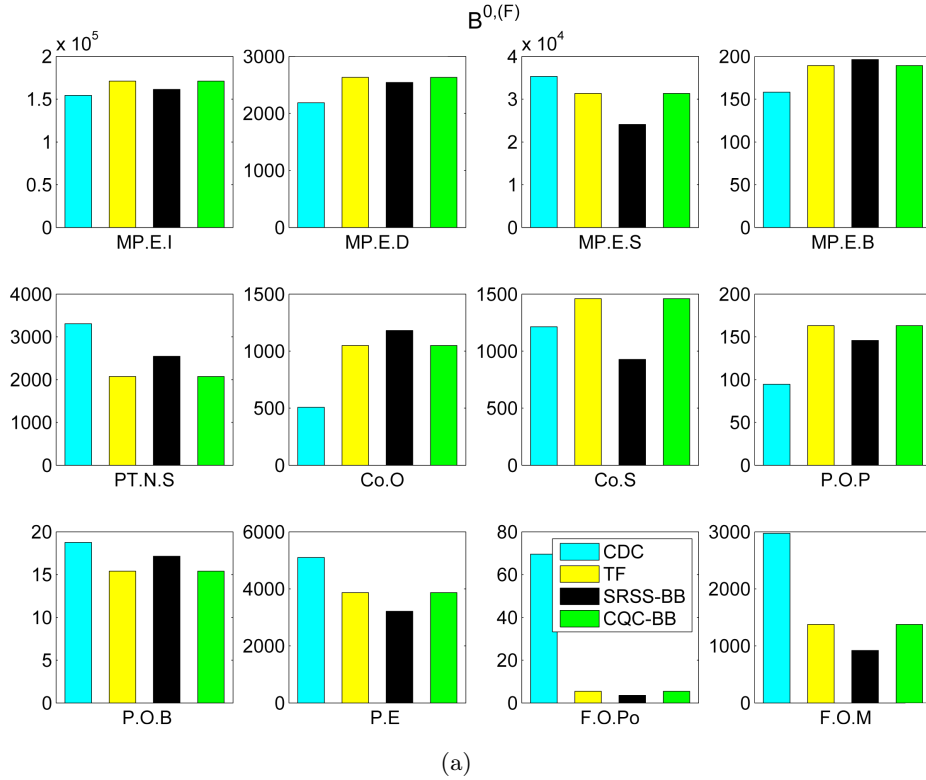 B^{0,(F)}
x 10^5
2
1.5
1
0.5
0
MP.E.I
3000
2000
1000
0
MP.E.D
x 10^4
4
3
2
1
0
MP.E.S
200
150
100
50
0
MP.E.B
4000
3000
2000
1000
0
PT.N.S
1500
1000
500
0
Co.O
1500
1000
500
0
Co.S
200
150
100
50
0
P.O.P
20
15
10
5
0
P.O.B
6000
4000
2000
0
P.E
80
60
40
20
0
CDC
TF
SRSS-BB
CQC-BB
F.O.Po
3000
2000
1000
0
F.O.M
(a)